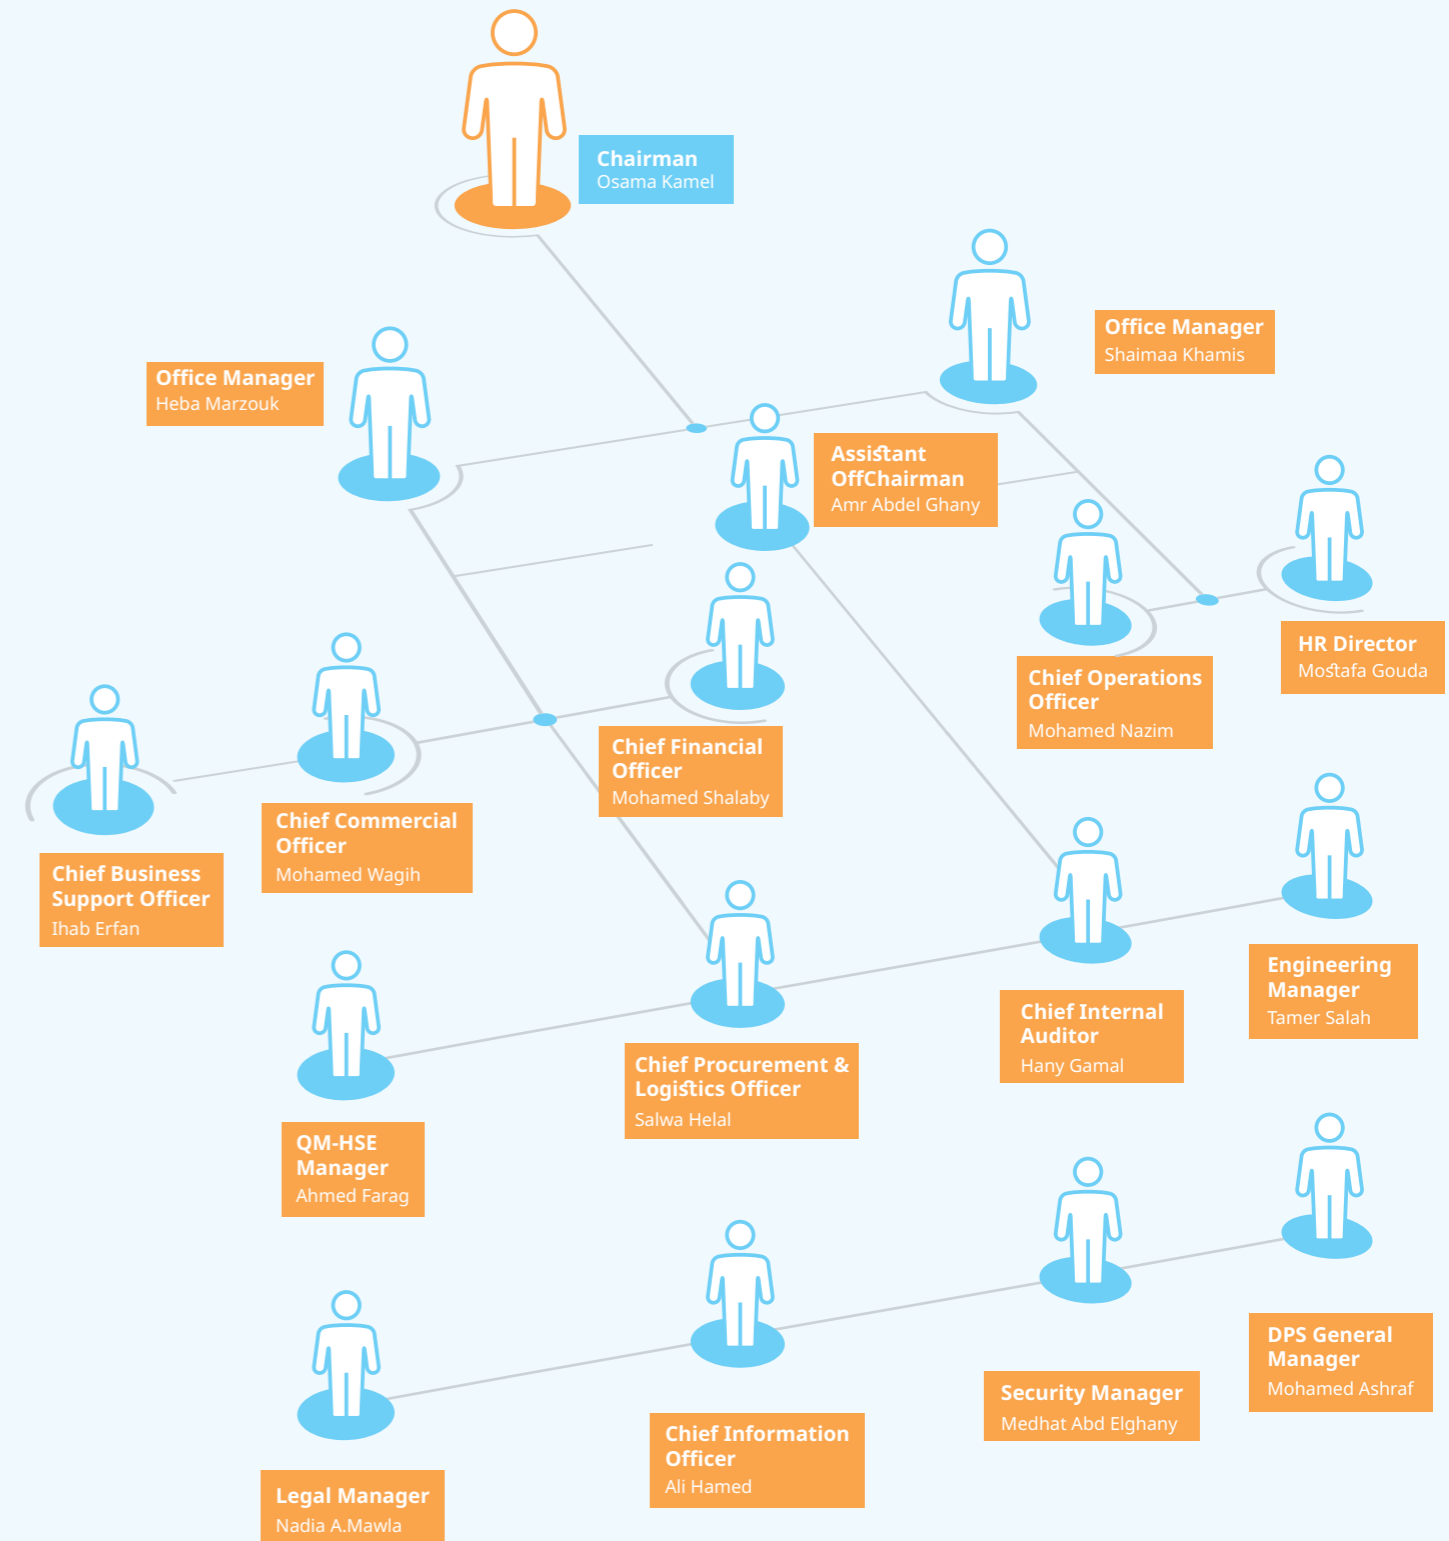 Chairman
Osama Kamel
Office Manager
Shaimaa Khamis
Office Manager
Heba Marzouk
Assistant
OffChairman
Amr Abdel Ghany
HR Director
Mostafa Gouda
Chief Operations
Officer
Mohamed Nazim
Chief Financial
Officer
Mohamed Shalaby
Chief Commercial
Officer
Mohamed Wagih
Chief Business
Support Officer
Ihab Erfan
Engineering
Manager
Tamer Salah
Chief Internal
Auditor
Hany Gamal
Chief Procurement &
Logistics Officer
Salwa Helal
QM-HSE
Manager
Ahmed Farag
DPS General
Manager
Mohamed Ashraf
Security Manager
Medhat Abd Elghany
Chief Information
Officer
Ali Hamed
Legal Manager
Nadia A.Mawla